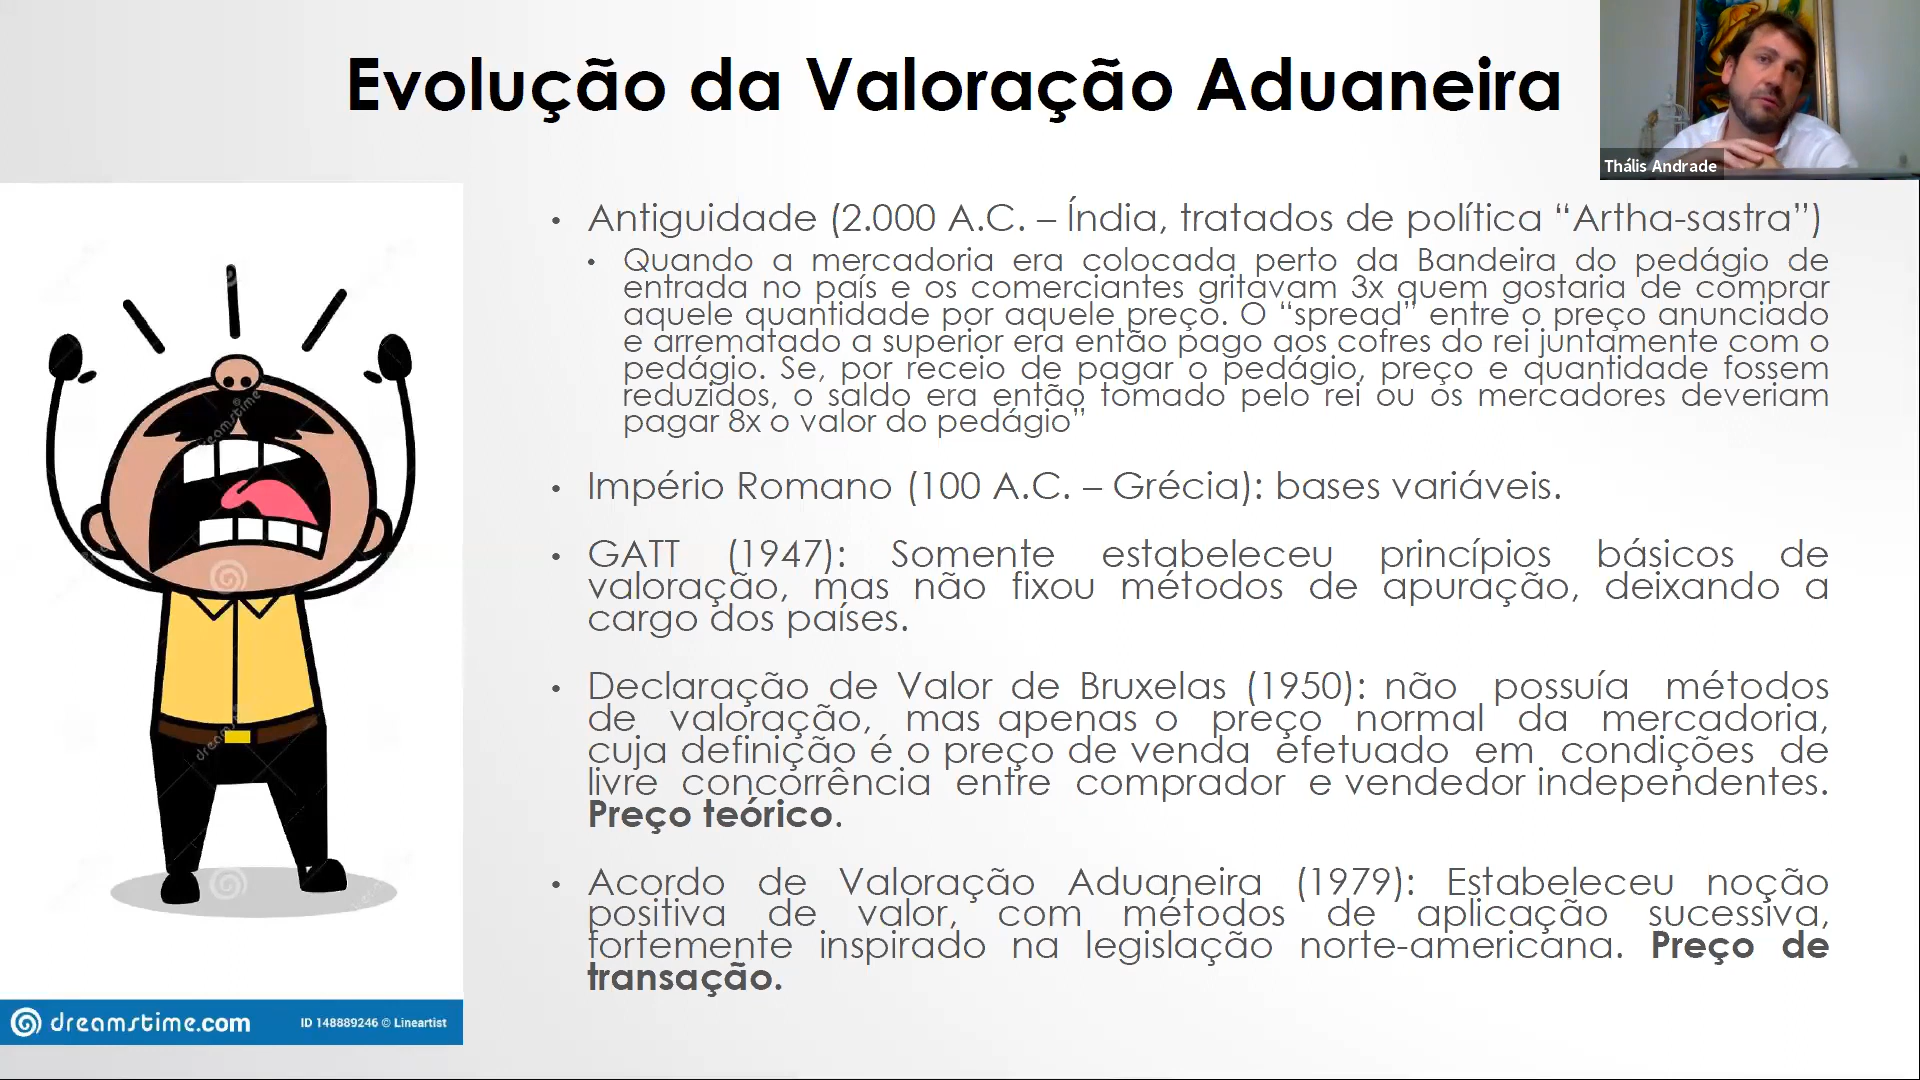 Evolução da Valoração Aduaneira
Thális Andrade
• Antiguidade (2.000 A.C. – Índia, tratados de política “Artha-sastra”)
• Quando a mercadoria era colocada perto da Bandeira do pedágio de
entrada no país e os comerciantes gritavam 3x quem gostaria de comprar
aquele quantidade por aquele preço. O “spread” entre o preço anunciado
e arrematado a superior era então pago aos cofres do rei juntamente com o
pedágio. Se, por receio de pagar o pedágio, preço e quantidade fossem
reduzidos, o saldo era então tomado pelo rei ou os mercadores deveriam
pagar 8x o valor do pedágio”
• Império Romano (100 A.C. – Grécia): bases variáveis.
• GATT (1947): Somente estabeleceu princípios básicos de
valoração, mas não fixou métodos de apuração, deixando a
cargo dos países.
• Declaração de Valor de Bruxelas (1950): não possuía métodos
de valoração, mas apenas o preço normal da mercadoria,
cuja definição é o preço de venda efetuado em condições de
livre concorrência entre comprador e vendedor independentes.
Preço teórico.
• Acordo de Valoração Aduaneira (1979): Estabeleceu noção
positiva de valor, com métodos de aplicação sucessiva,
fortemente inspirado na legislação norte-americana. Preço de
transação.
dreamstime
dreamstime
dreamstime.com
ID 148889246 © Lineartist